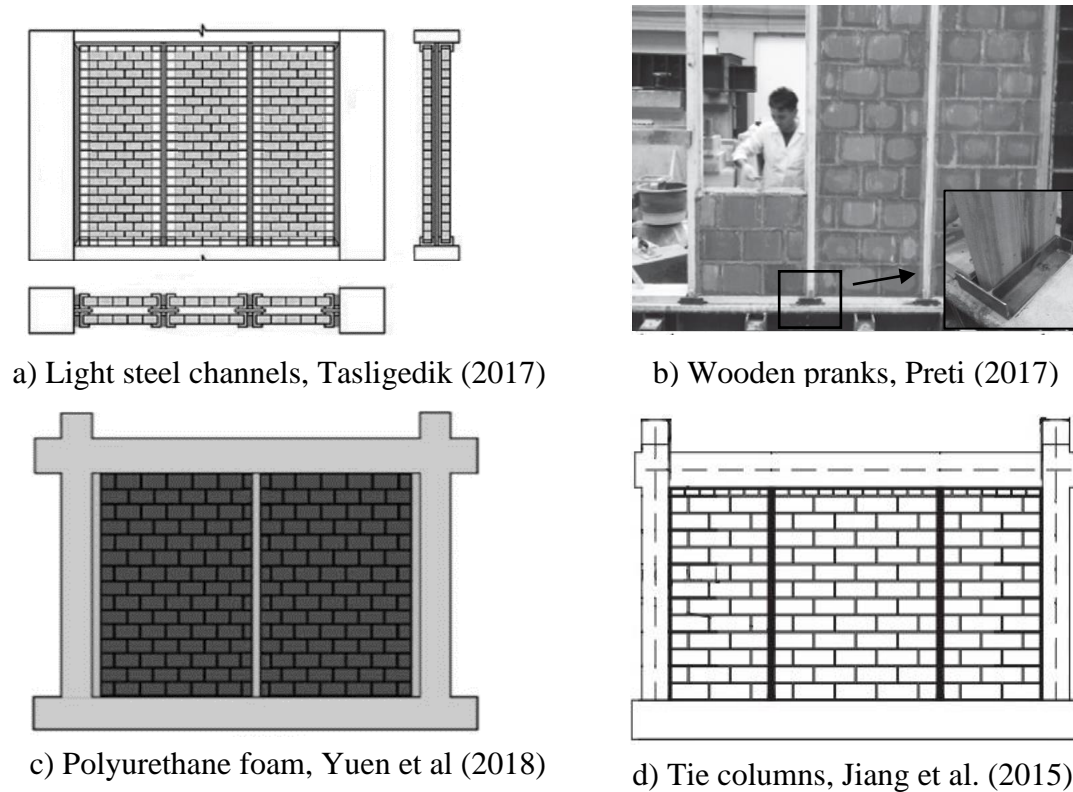 a) Light steel channels, Tasligedik (2017)
b) Wooden pranks, Preti (2017)
c) Polyurethane foam, Yuen et al (2018)
d) Tie columns, Jiang et al. (2015)